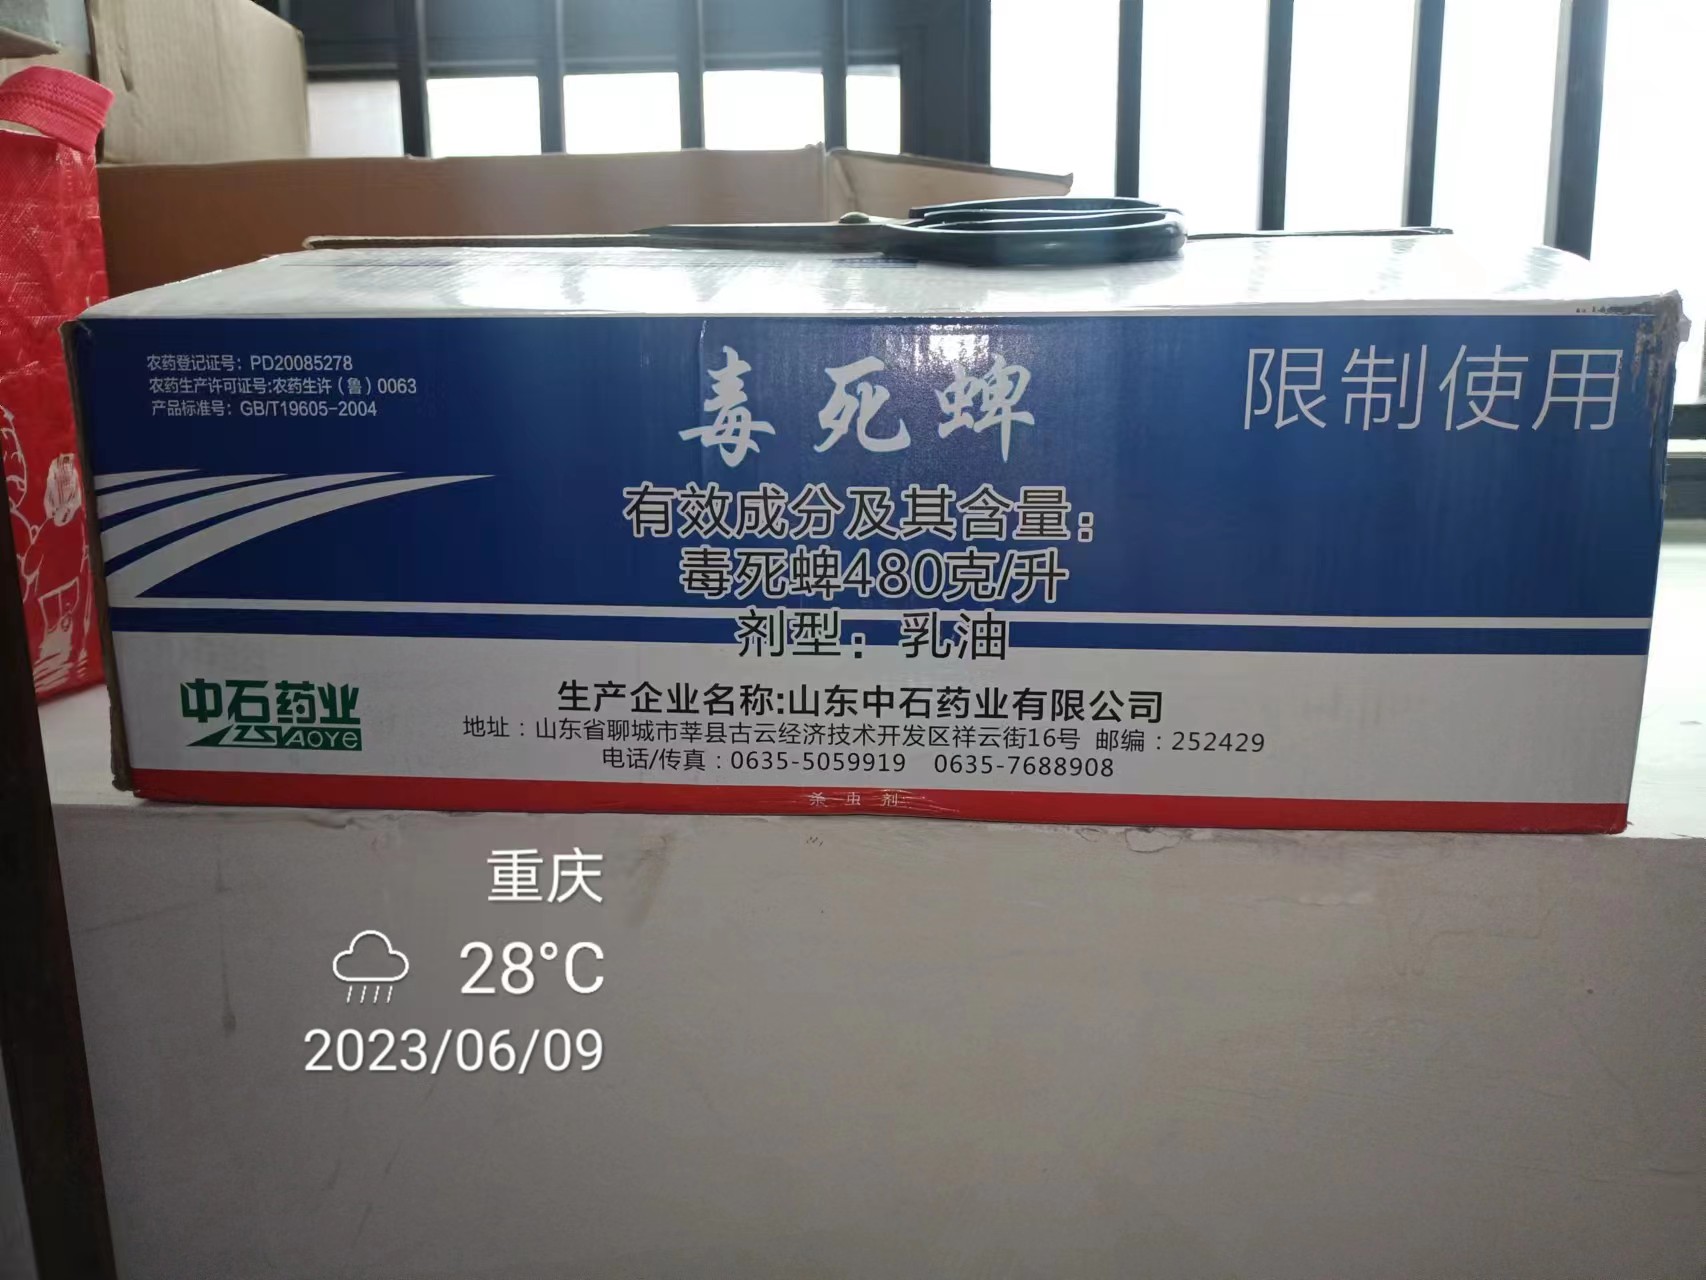 农药登记证号：PD20085278
农药生产许可证号:农药生许（鲁）0063
产品标准号：GB/T19605-2004
毒死蜱
限制使用
有效成分及其含量：
毒死蜱480克/升
剂型：乳油
中石药业
YAOYE
生产企业名称:山东中石药业有限公司
地址：山东省聊城市莘县古云经济技术开发区祥云街16号 邮编：252429
电话/传真：0635-5059919 0635-7688908
杀虫剂
重庆
28°C
2023/06/09